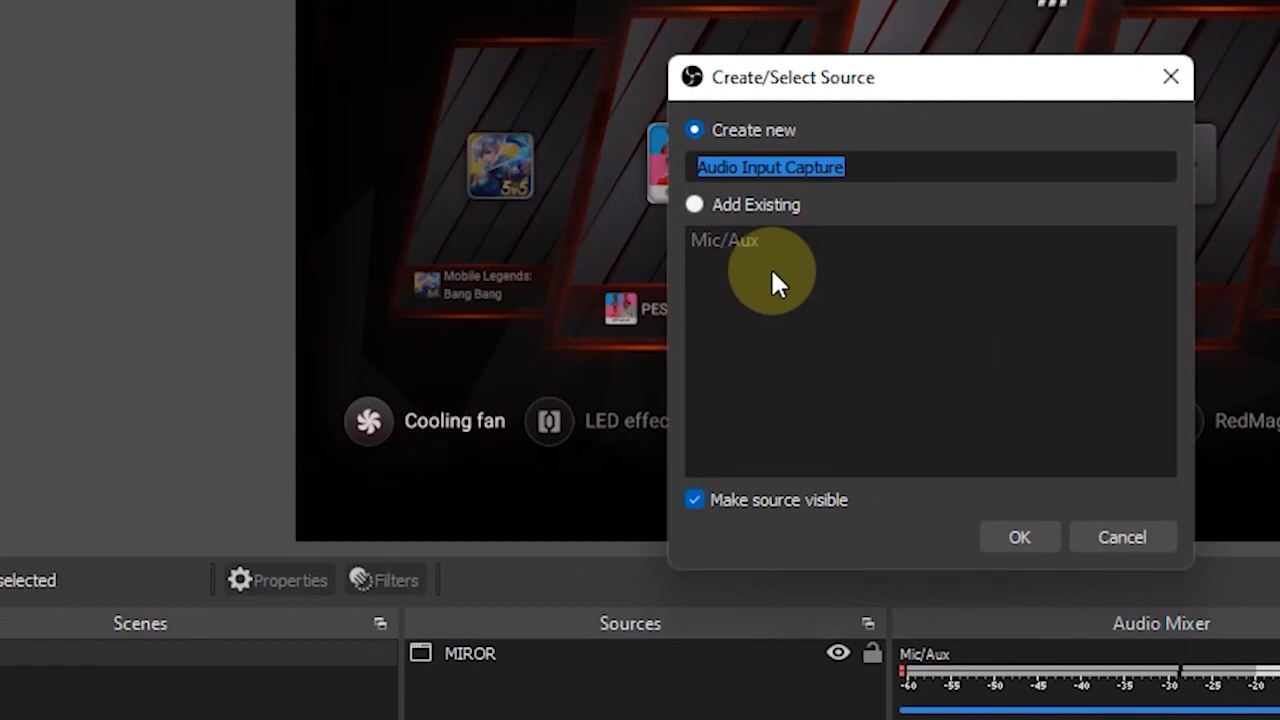 Create/Select Source
Create new
Audio Input Capture
Add Existing
Mic/Aux
Make source visible
OK
Cancel
5v5
Mobile Legends:
Bang Bang
PES
Cooling fan
LED effec
RedMag
selected
Properties
Filters
Scenes
Sources
Audio Mixer
MIROR
Mic/Aux
-60 -55 -50 -45 -40 -35 -30 -25 -20